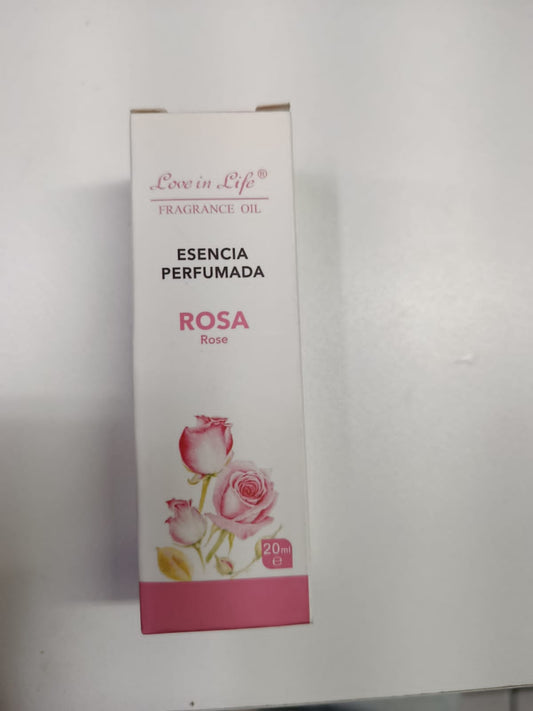 Love in Life®
FRAGRANCE OIL
ESENCIA
PERFUMADA
ROSA
Rose
20ml
℮